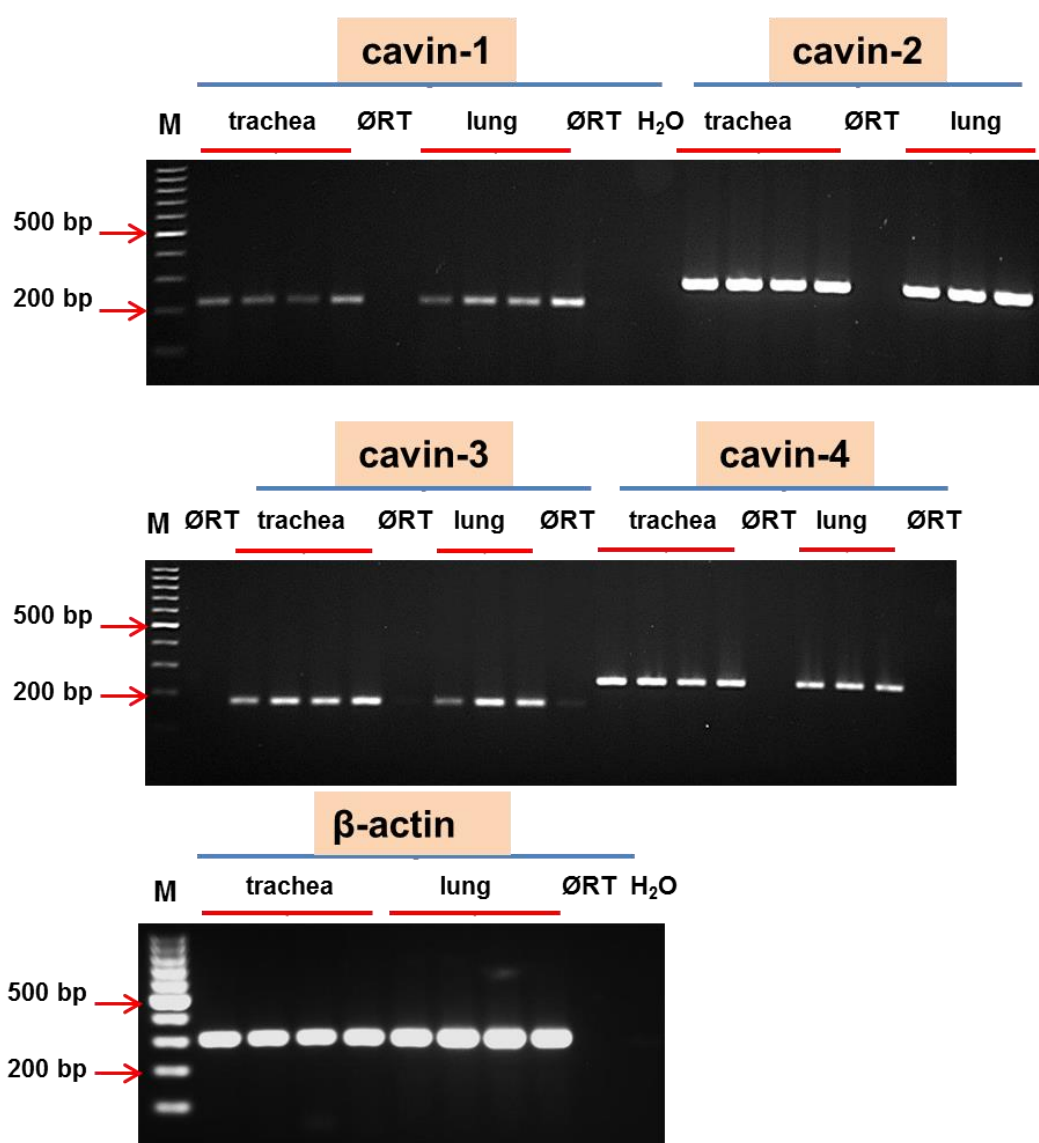 cavin-1 cavin-2
M trachea ØRT lung ØRT H₂O trachea ØRT lung
500 bp
200 bp
cavin-3 cavin-4
M ØRT trachea ØRT lung ØRT trachea ØRT lung ØRT
500 bp
200 bp
β-actin
M trachea lung ØRT H₂O
500 bp
200 bp